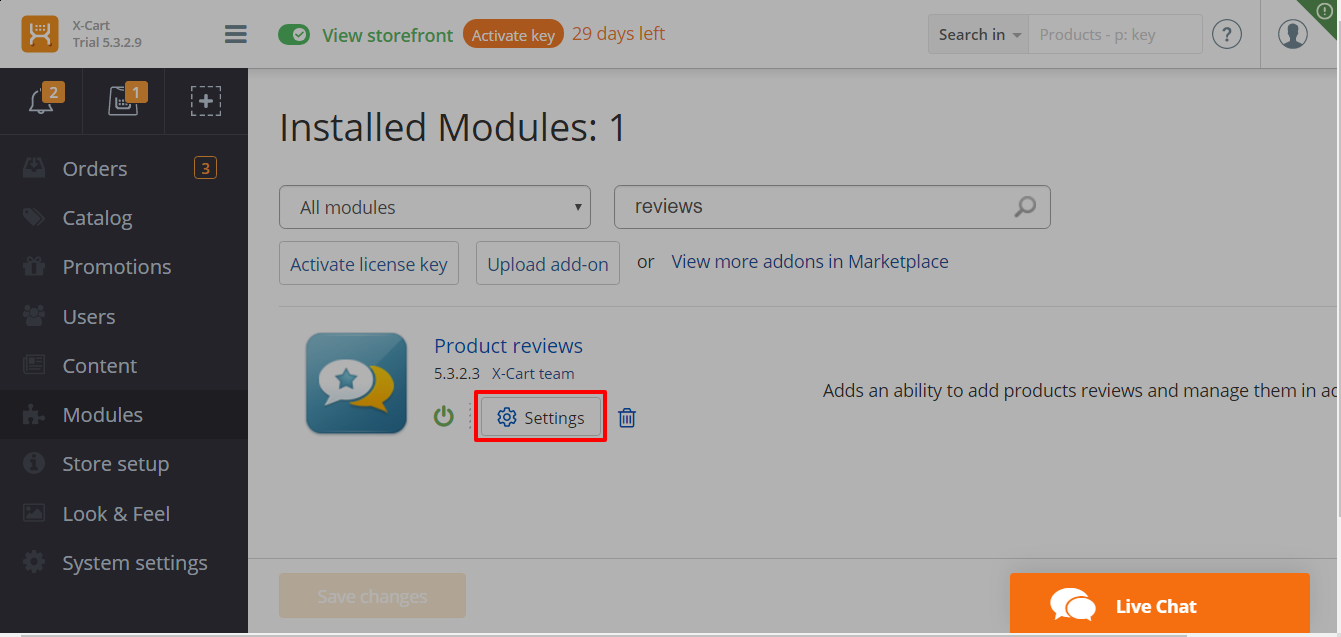 X-Cart
Trial 5.3.2.9
View storefront Activate key 29 days left
Search in Products - p: key ?
2 1
Installed Modules: 1
Orders 3
Catalog
Promotions
Users
Content
Modules
Store setup
Look & Feel
System settings
All modules reviews
Activate license key Upload add-on or View more addons in Marketplace
Product reviews
5.3.2.3 X-Cart team
Adds an ability to add products reviews and manage them in ac
Settings
Save changes
Live Chat